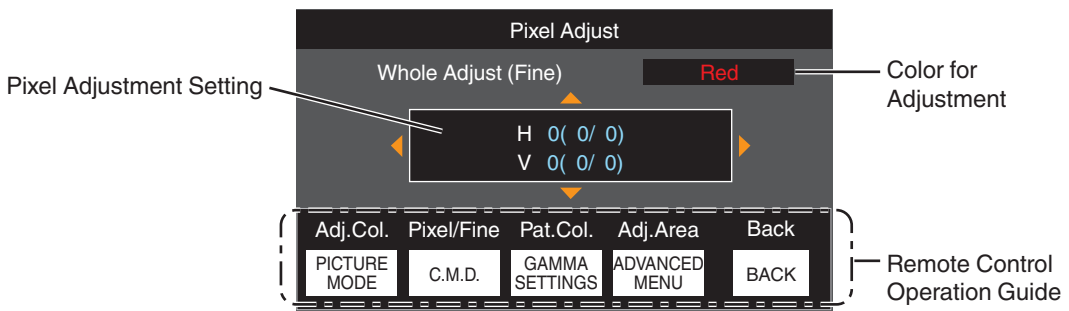 Pixel Adjust
Whole Adjust (Fine) Red
Pixel Adjustment Setting
Color for
Adjustment
H 0( 0/ 0)
V 0( 0/ 0)
Adj.Col. Pixel/Fine Pat.Col. Adj.Area Back
PICTURE
MODE
C.M.D.
GAMMA
SETTINGS
ADVANCED
MENU
BACK
Remote Control
Operation Guide